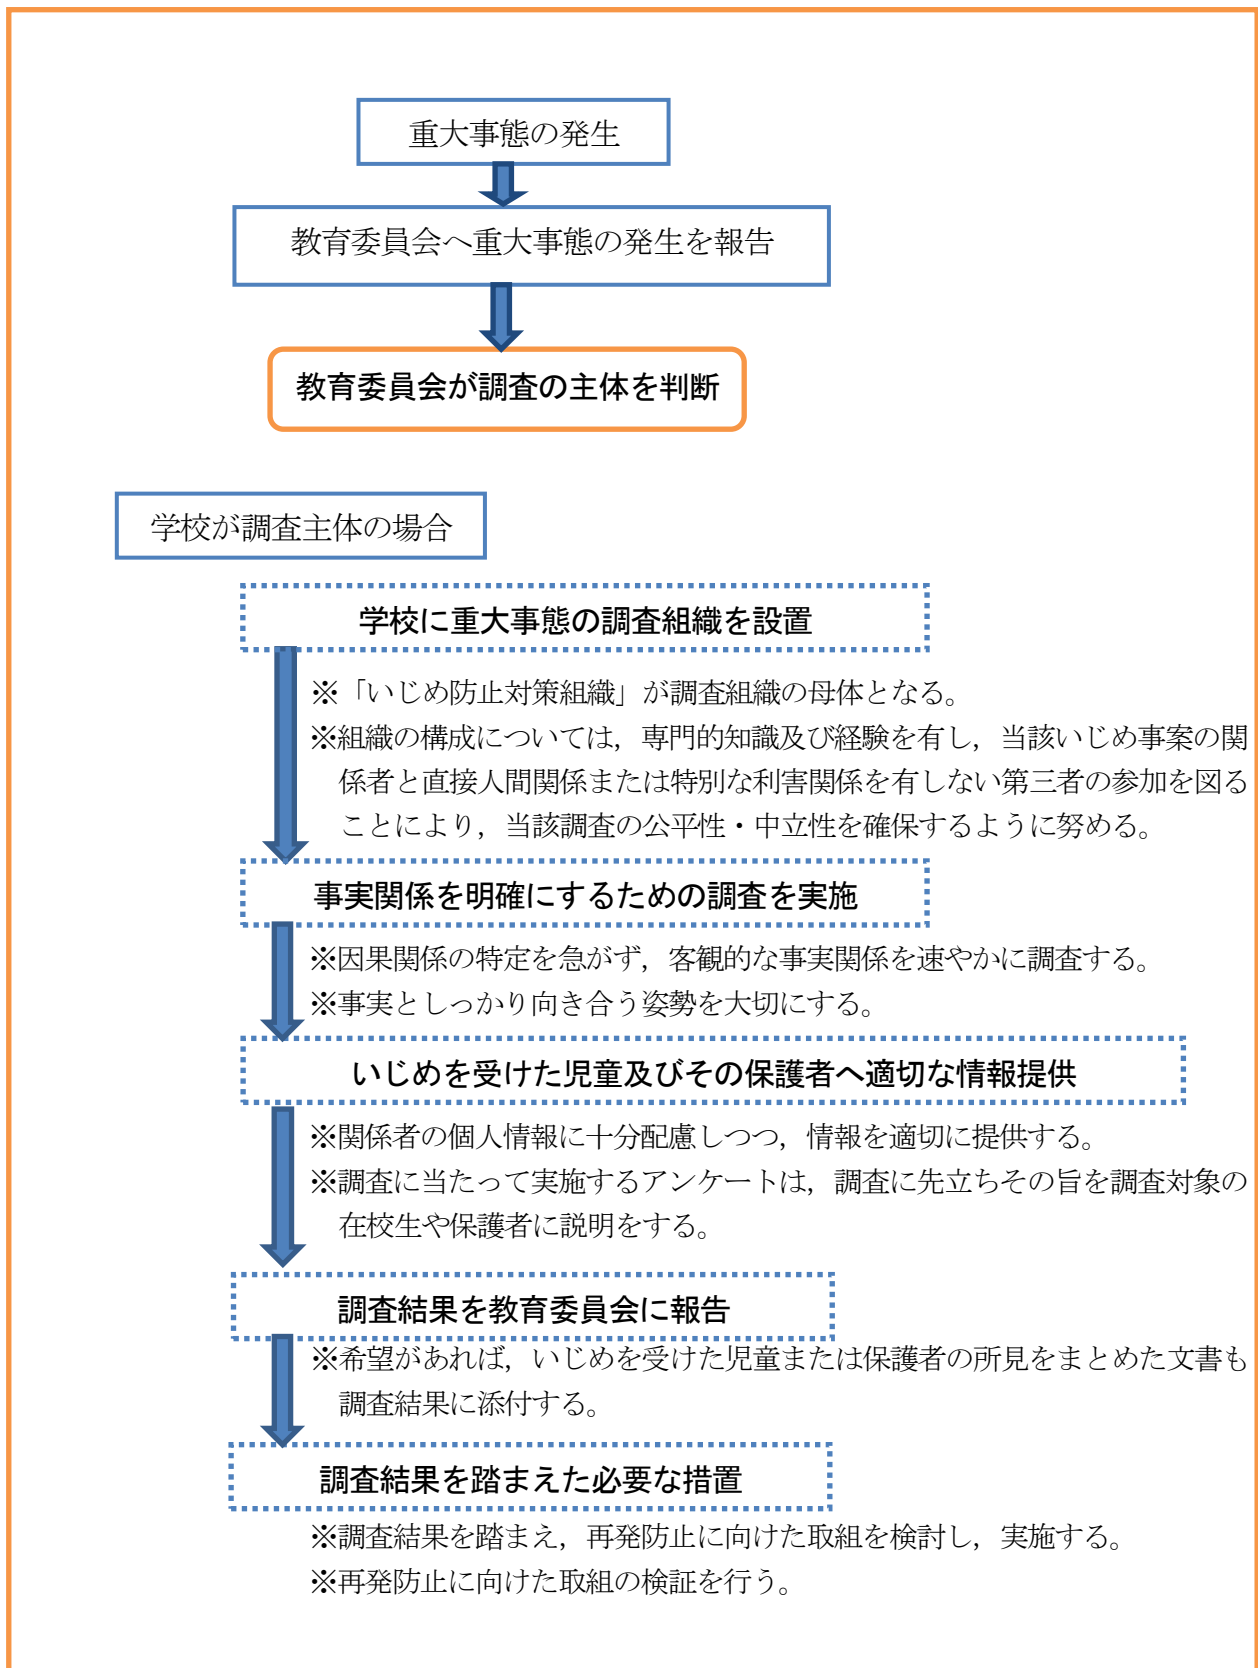 重大事態の発生
教育委員会へ重大事態の発生を報告
教育委員会が調査の主体を判断
学校が調査主体の場合
学校に重大事態の調査組織を設置
※「いじめ防止対策組織」が調査組織の母体となる。
※組織の構成については，専門的知識及び経験を有し，当該いじめ事案の関
係者と直接人間関係または特別な利害関係を有しない第三者の参加を図る
ことにより，当該調査の公平性・中立性を確保するように努める。
事実関係を明確にするための調査を実施
※因果関係の特定を急がず，客観的な事実関係を速やかに調査する。
※事実としっかり向き合う姿勢を大切にする。
いじめを受けた児童及びその保護者へ適切な情報提供
※関係者の個人情報に十分配慮しつつ，情報を適切に提供する。
※調査に当たって実施するアンケートは，調査に先立ちその旨を調査対象の
在校生や保護者に説明をする。
調査結果を教育委員会に報告
※希望があれば，いじめを受けた児童または保護者の所見をまとめた文書も
調査結果に添付する。
調査結果を踏まえた必要な措置
※調査結果を踏まえ，再発防止に向けた取組を検討し，実施する。
※再発防止に向けた取組の検証を行う。